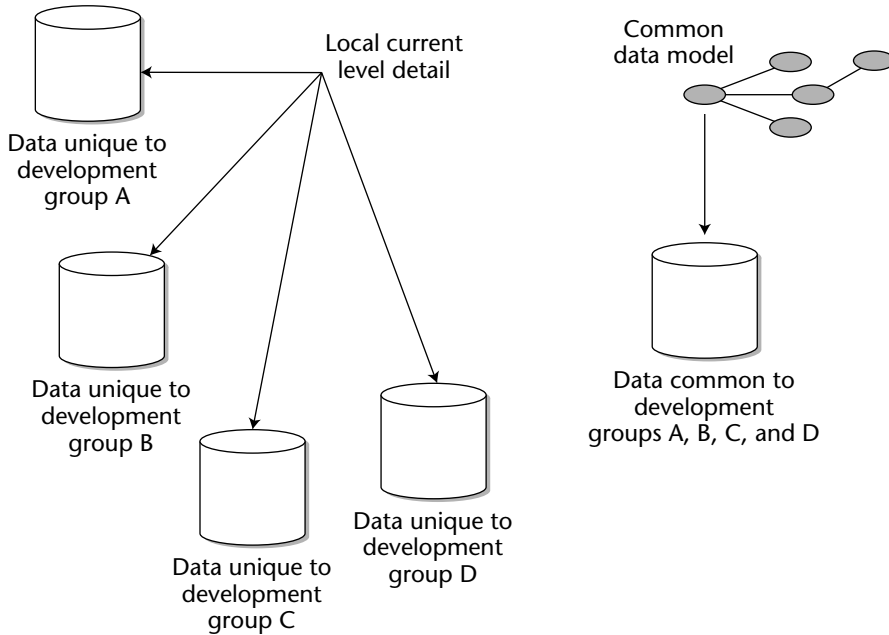 Local current
level detail
Common
data model
Data unique to
development
group A
Data unique to
development
group B
Data unique to
development
group C
Data unique to
development
group D
Data common to
development
groups A, B, C, and D